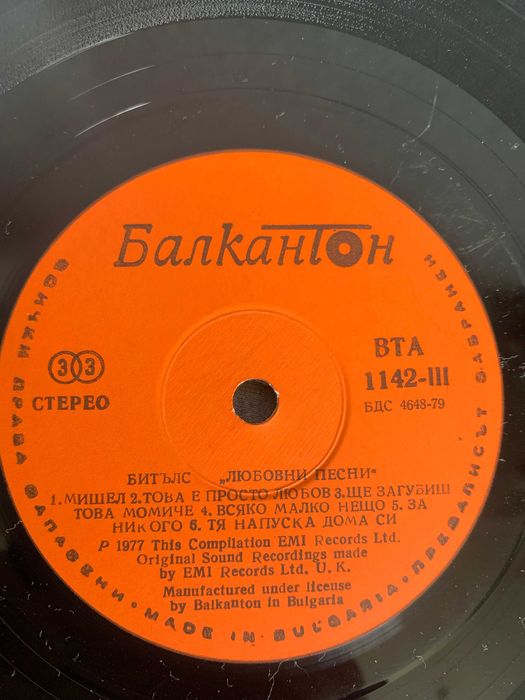 Балкантон
33
СТЕРЕО
ВТА
1142-III
БДС 4648-79
БИТЪЛС „ЛЮБОВНИ ПЕСНИ"
1.МИШЕЛ 2.ТОВА Е ПРОСТО ЛЮБОВ 3.ЩЕ ЗАГУБИШ
ТОВА МОМИЧЕ 4. ВСЯКО МАЛКО НЕЩО 5. ЗА
НИКОГО 6. ТЯ НАПУСКА ДОМА СИ
P 1977 This Compilation EMI Records Ltd.
Original Sound Recordings made
by EMI Records Ltd, U. K.
Manufactured under license
by Balkanton in Bulgaria
ВСИЧКИ ПРАВА ЗАПАЗЕНИ · MADE IN BULGARIA · ПРЕЗАПИСЪТ ЗАБРАНЕН